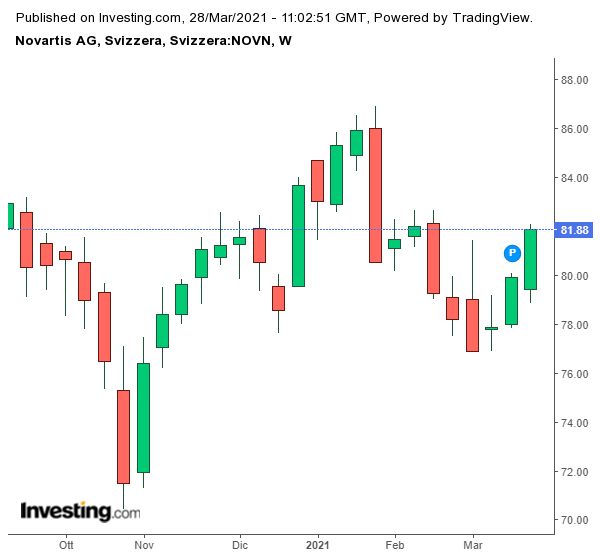 Published on Investing.com, 28/Mar/2021 - 11:02:51 GMT, Powered by TradingView.
Novartis AG, Svizzera, Svizzera:NOVN, W
88.00
86.00
84.00
81.88
P
80.00
78.00
76.00
74.00
72.00
70.00
Investing.com
Ott Nov Dic 2021 Feb Mar